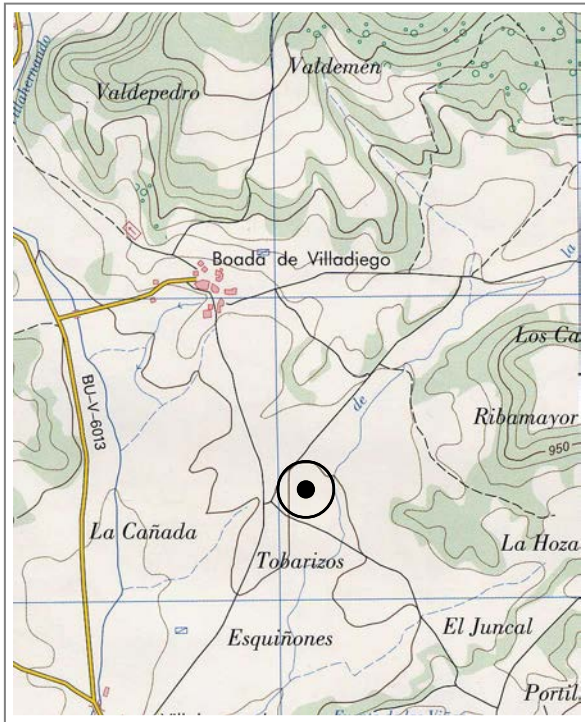 Valdemén
Valdepedro
Boada de Villadiego
la
Los Ca
BU-V-6013
de
Ribamayor
950
La Cañada
La Hoza
Tobarizos
Esquiñones
El Juncal
Portil